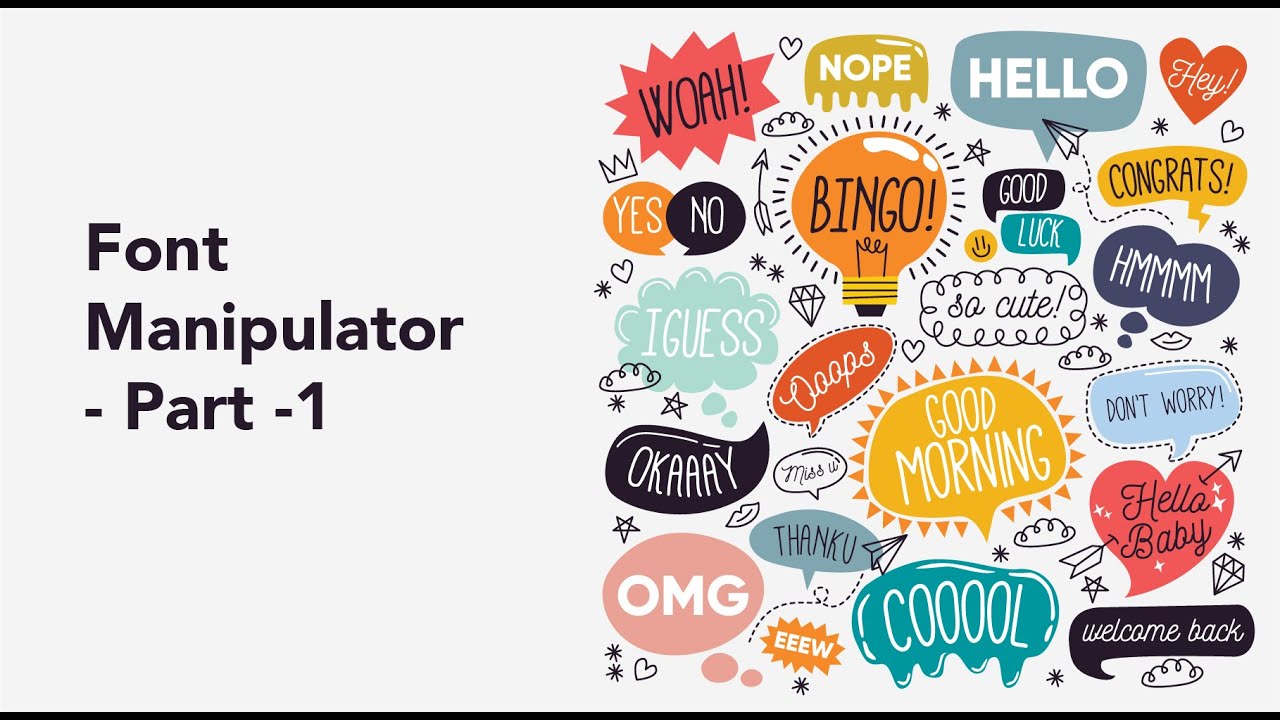 Font
Manipulator
- Part -1
WOAH!
NOPE
HELLO
Hey!
YES
NO
BINGO!
GOOD
LUCK
CONGRATS!
HMMMM
I GUESS
so cute!
Ooops
GOOD
MORNING
DON'T WORRY!
OKAAAY
Miss u
Hello
Baby
THANKU
OMG
EEEW
COOOOL
welcome back